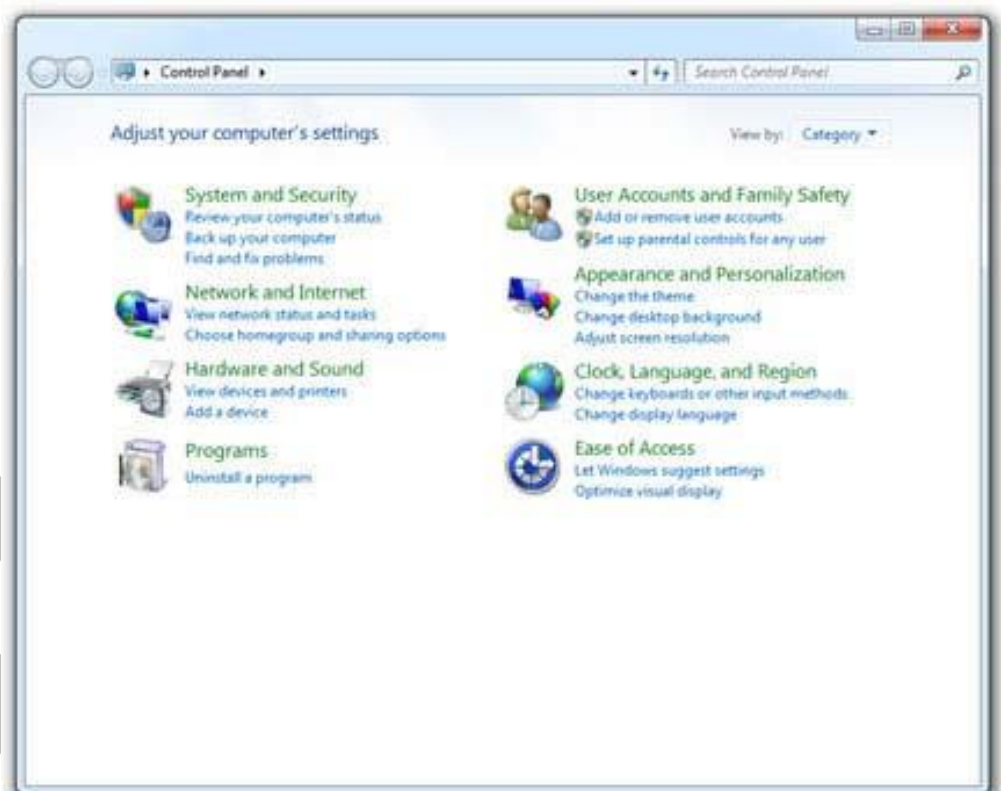 Control Panel
Search Control Panel
Adjust your computer's settings
View by: Category
System and Security
Review your computer's status
Back up your computer
Find and fix problems
Network and Internet
View network status and tasks
Choose homegroup and sharing options
Hardware and Sound
View devices and printers
Add a device
Programs
Uninstall a program
User Accounts and Family Safety
Add or remove user accounts
Set up parental controls for any user
Appearance and Personalization
Change the theme
Change desktop background
Adjust screen resolution
Clock, Language, and Region
Change keyboards or other input methods
Change display language
Ease of Access
Let Windows suggest settings
Optimize visual display